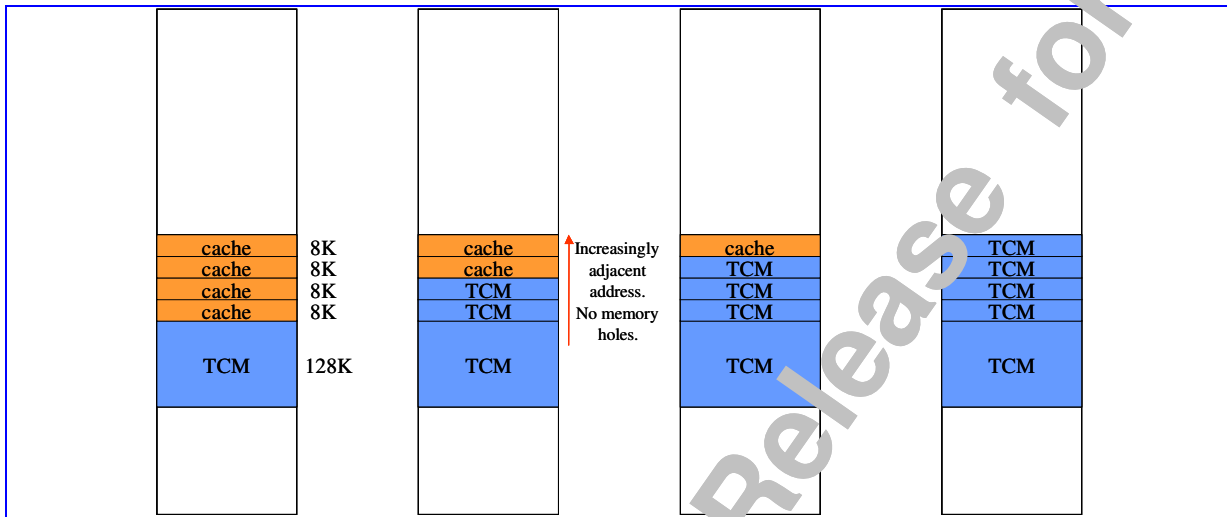 cache 8K
cache 8K
cache 8K
cache 8K
TCM 128K
cache
cache
TCM
TCM
TCM
Increasingly
adjacent
address.
No memory
holes.
cache
TCM
TCM
TCM
TCM
TCM
TCM
TCM
TCM
TCM
Release for